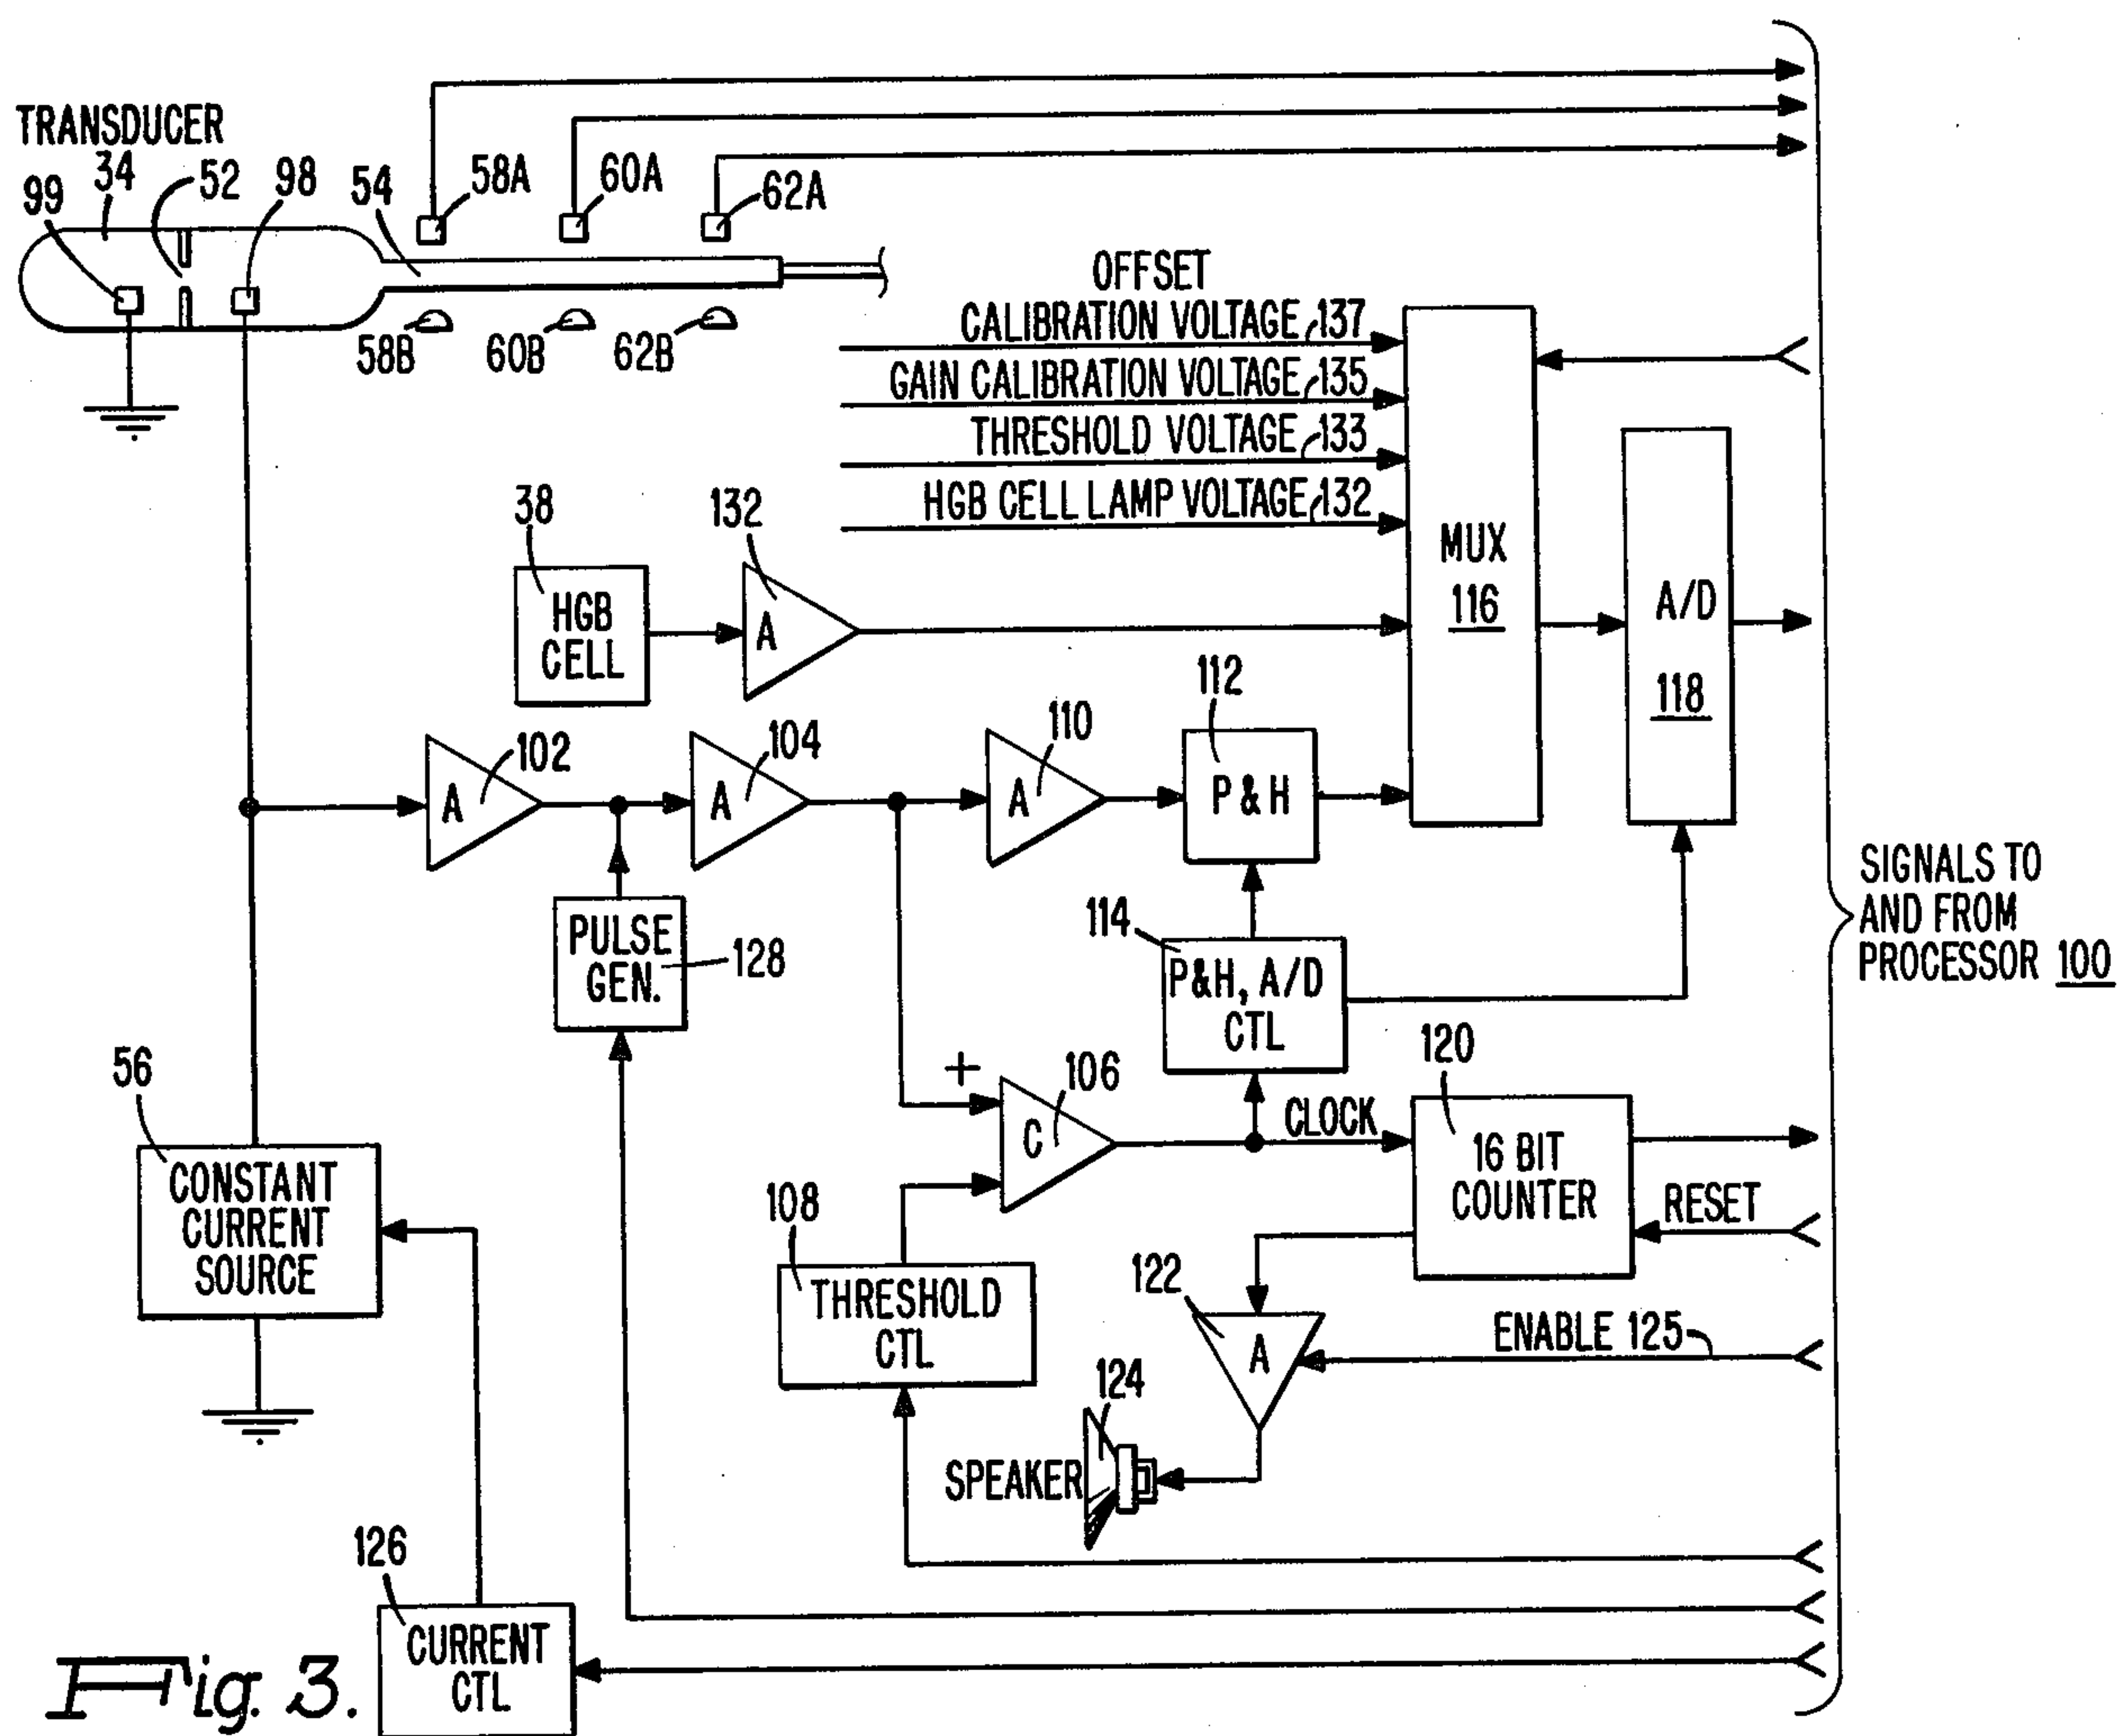 TRANSDUCER
34
99
52
98
54
58A
60A
62A
58B
60B
62B
OFFSET
CALIBRATION VOLTAGE 137
GAIN CALIBRATION VOLTAGE 135
THRESHOLD VOLTAGE 133
HGB CELL LAMP VOLTAGE 132
38
HGB
CELL
132
A
MUX
116
A/D
118
102
A
104
A
110
A
112
P & H
PULSE
GEN.
128
114
P&H, A/D
CTL
SIGNALS TO
AND FROM
PROCESSOR 100
56
CONSTANT
CURRENT
SOURCE
+
106
C
CLOCK
120
16 BIT
COUNTER
RESET
108
THRESHOLD
CTL
122
A
ENABLE 125
124
SPEAKER
126
CURRENT
CTL
Fig. 3.